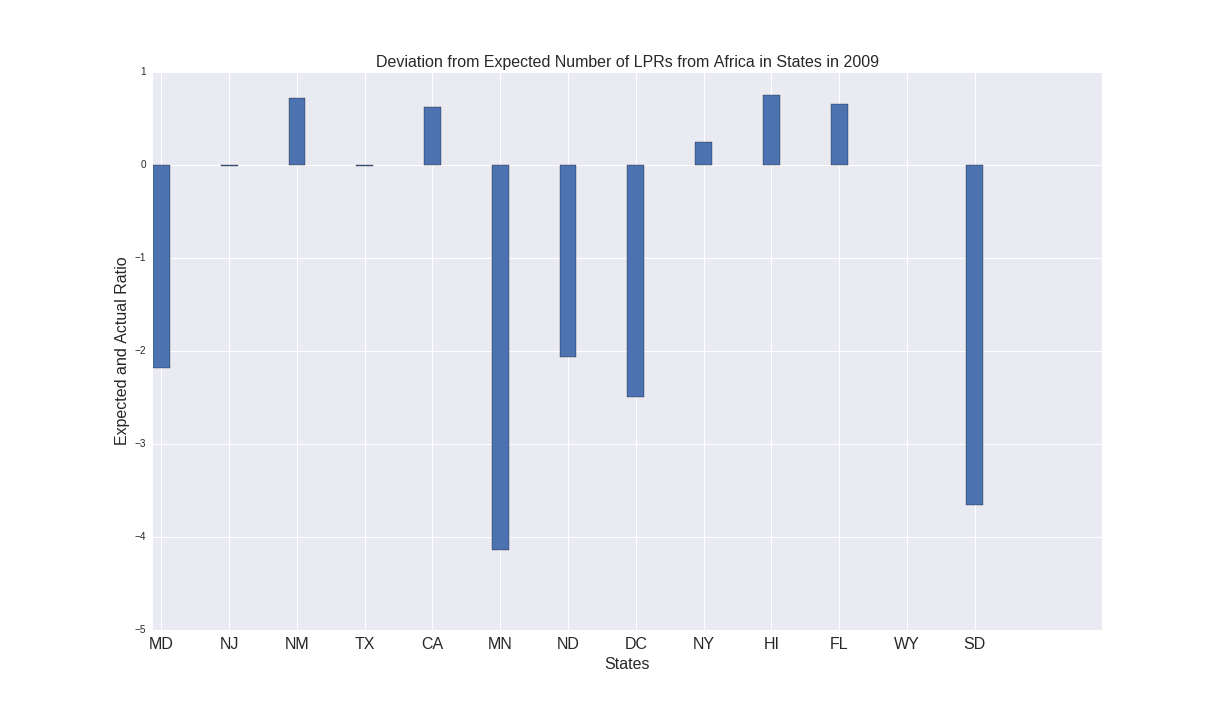 Deviation from Expected Number of LPRs from Africa in States in 2009
1
0
−1
−2
−3
−4
−5
Expected and Actual Ratio
MD NJ NM TX CA MN ND DC NY HI FL WY SD
States